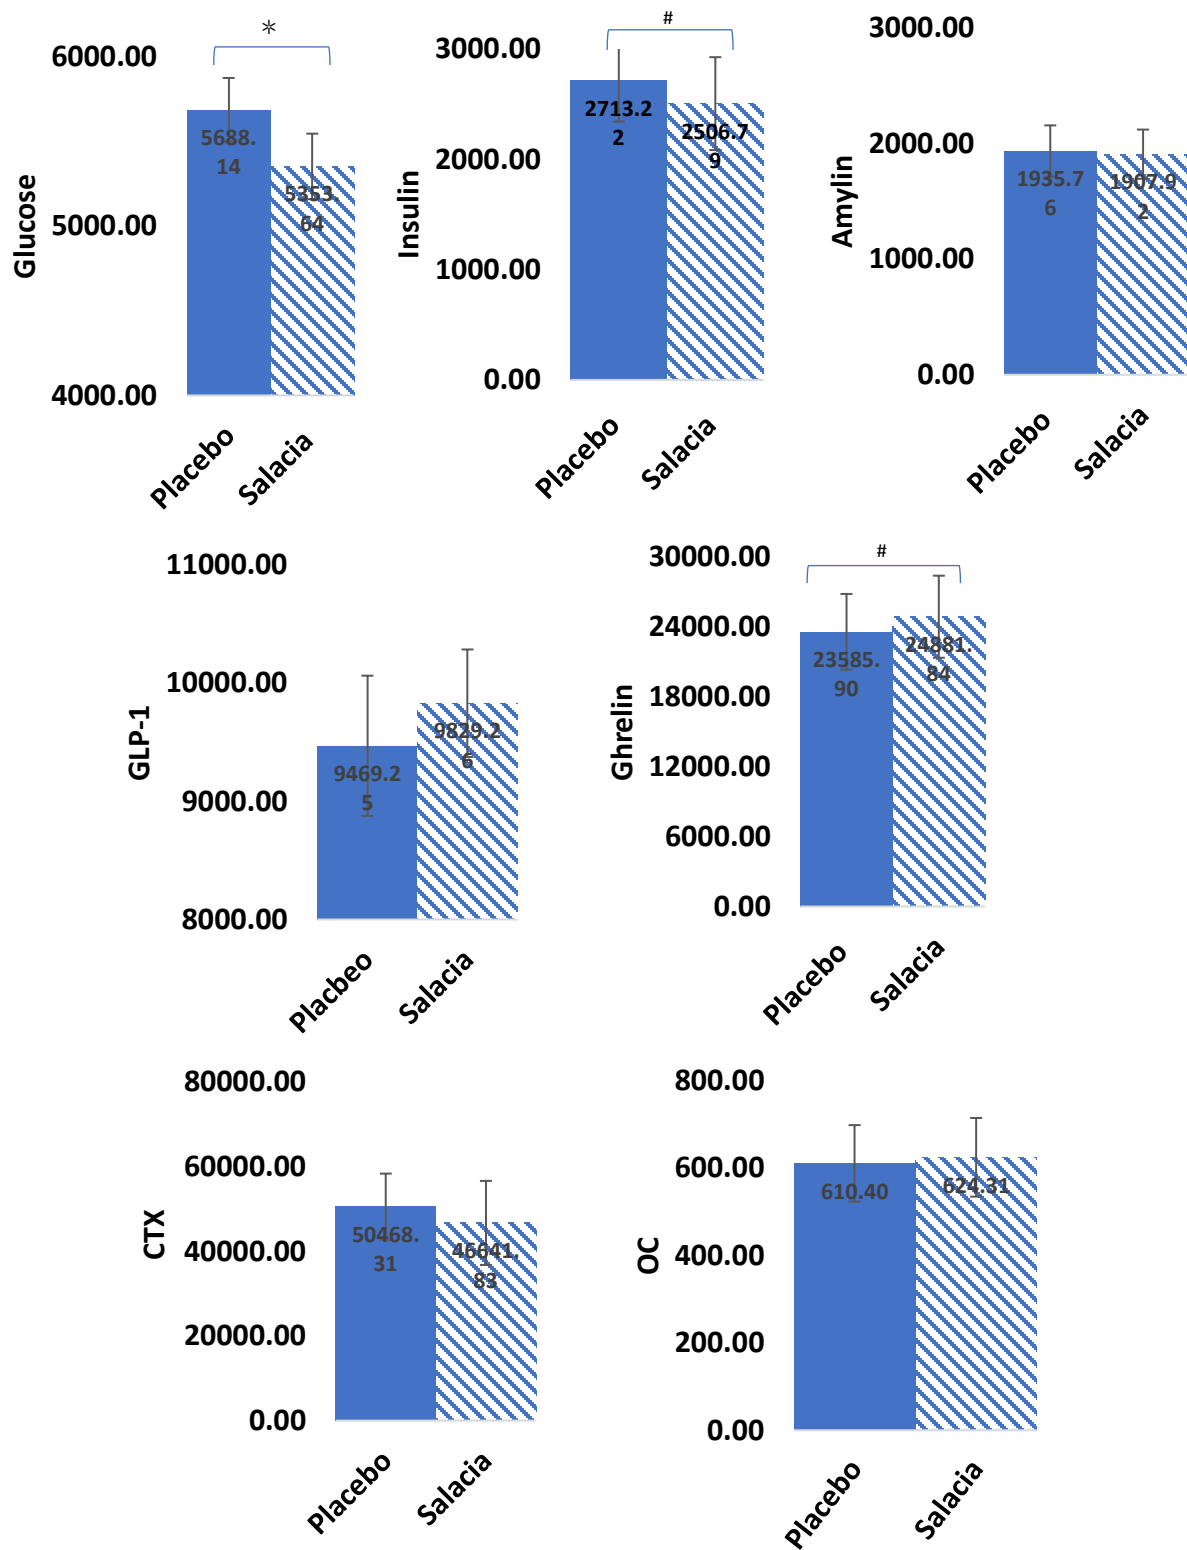 *
6000.00
5000.00
4000.00
Glucose
5688.
14
5353.
64
Placebo
Salacia
#
3000.00
2000.00
1000.00
0.00
Insulin
2713.2
2
2506.7
9
Placebo
Salacia
3000.00
2000.00
1000.00
0.00
Amylin
1935.7
6
1907.9
2
Placebo
Salacia
11000.00
10000.00
9000.00
8000.00
GLP-1
9469.2
5
9829.2
6
Placbeo
Salacia
#
30000.00
24000.00
18000.00
12000.00
6000.00
0.00
Ghrelin
23585.
90
24881.
84
Placebo
Salacia
80000.00
60000.00
40000.00
20000.00
0.00
CTX
50468.
31
46641.
83
Placebo
Salacia
800.00
600.00
400.00
200.00
0.00
OC
610.40
624.31
Placebo
Salacia